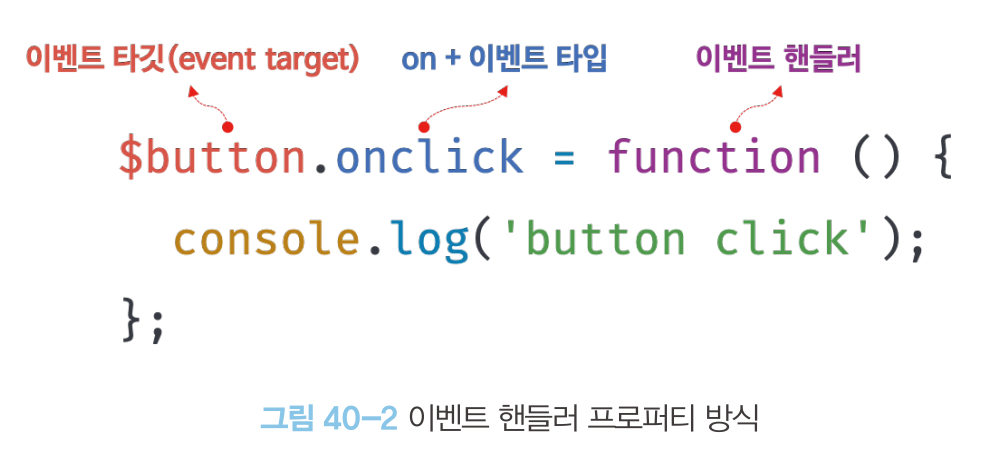 이벤트 타깃(event target) on + 이벤트 타입 이벤트 핸들러
$button.onclick = function () {
console.log('button click');
};
그림 40-2 이벤트 핸들러 프로퍼티 방식